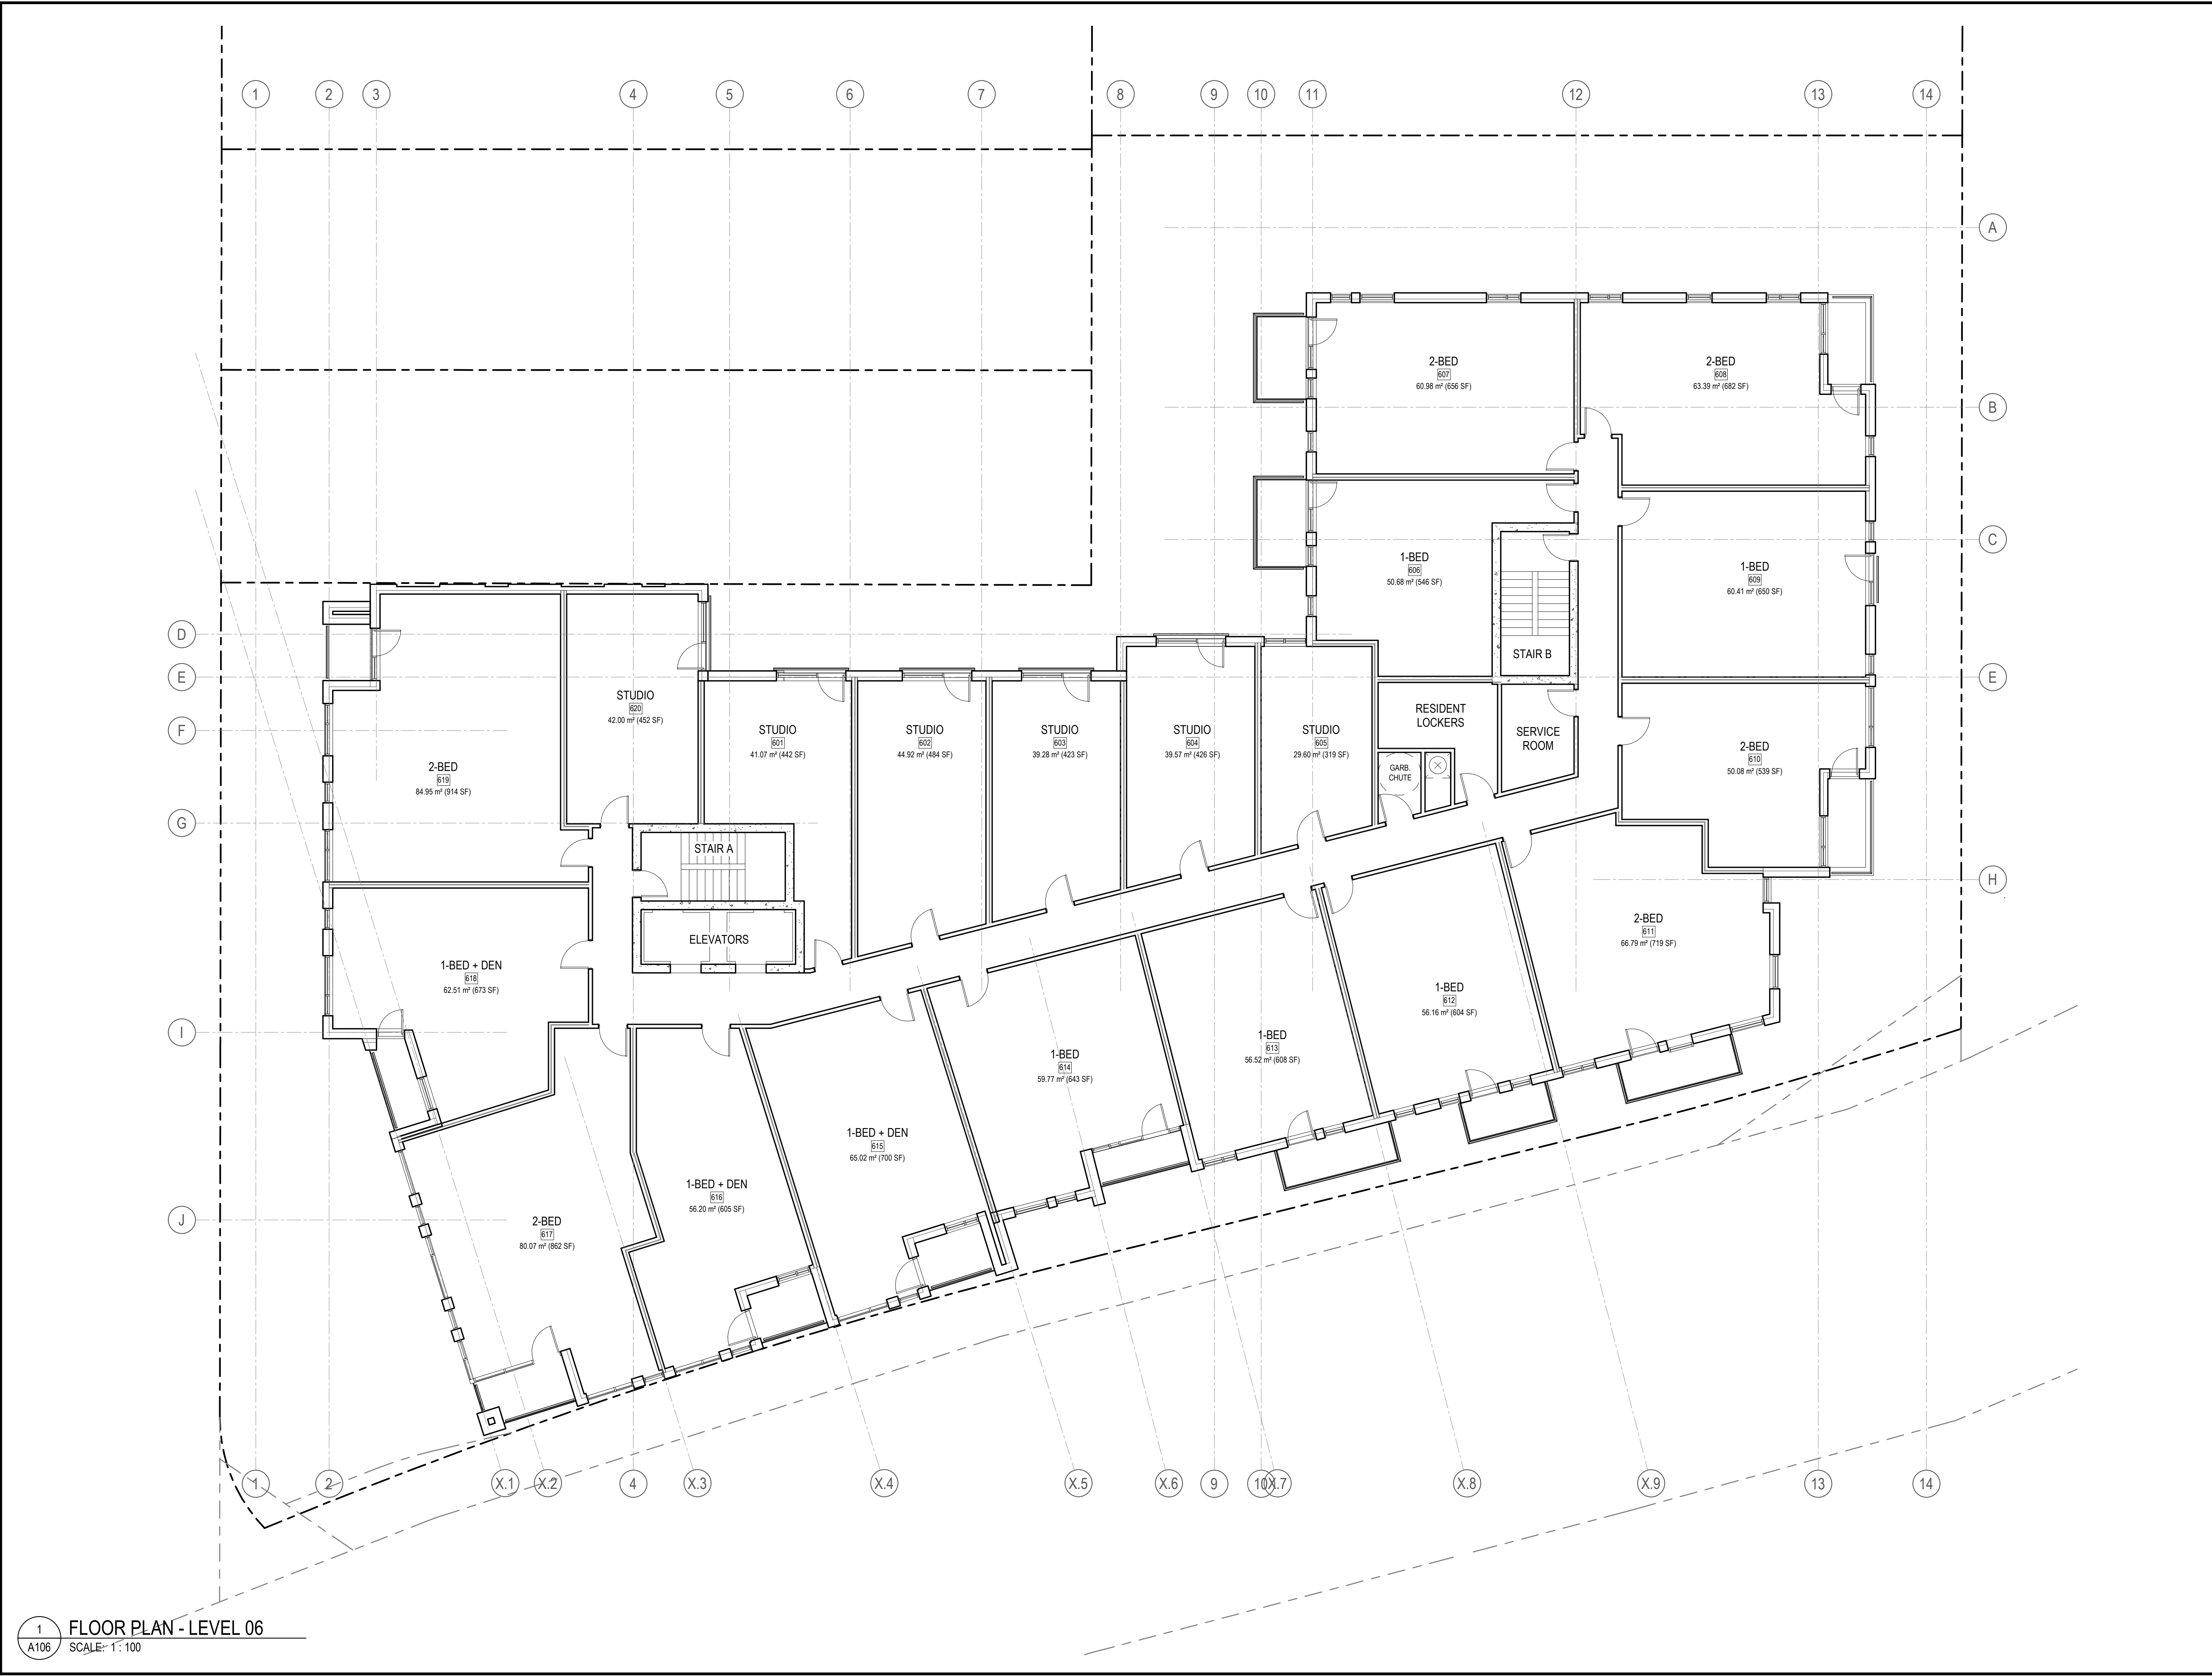 1
2
3
4
5
6
7
8
9
10
11
12
13
14
A
B
C
D
E
F
G
I
J
E
H
2-BED
607
60.98 m² (656 SF)
2-BED
608
63.39 m² (682 SF)
1-BED
606
50.68 m² (546 SF)
1-BED
609
60.41 m² (650 SF)
STAIR B
STUDIO
620
42.00 m² (452 SF)
STUDIO
601
41.07 m² (442 SF)
STUDIO
602
44.92 m² (484 SF)
STUDIO
603
39.28 m² (423 SF)
STUDIO
604
39.57 m² (426 SF)
STUDIO
605
29.60 m² (319 SF)
RESIDENT
LOCKERS
SERVICE
ROOM
GARB.
CHUTE
2-BED
610
50.08 m² (539 SF)
2-BED
619
84.95 m² (914 SF)
STAIR A
ELEVATORS
1-BED + DEN
618
62.51 m² (673 SF)
2-BED
611
66.79 m² (719 SF)
1-BED
612
56.16 m² (604 SF)
1-BED
613
56.52 m² (608 SF)
1-BED
614
59.77 m² (643 SF)
1-BED + DEN
615
65.02 m² (700 SF)
1-BED + DEN
616
56.20 m² (605 SF)
2-BED
617
80.07 m² (862 SF)
1
2
X.1
X.2
4
X.3
X.4
X.5
X.6
9
10
X.7
X.8
X.9
13
14
1
A106
FLOOR PLAN - LEVEL 06
SCALE: 1 : 100